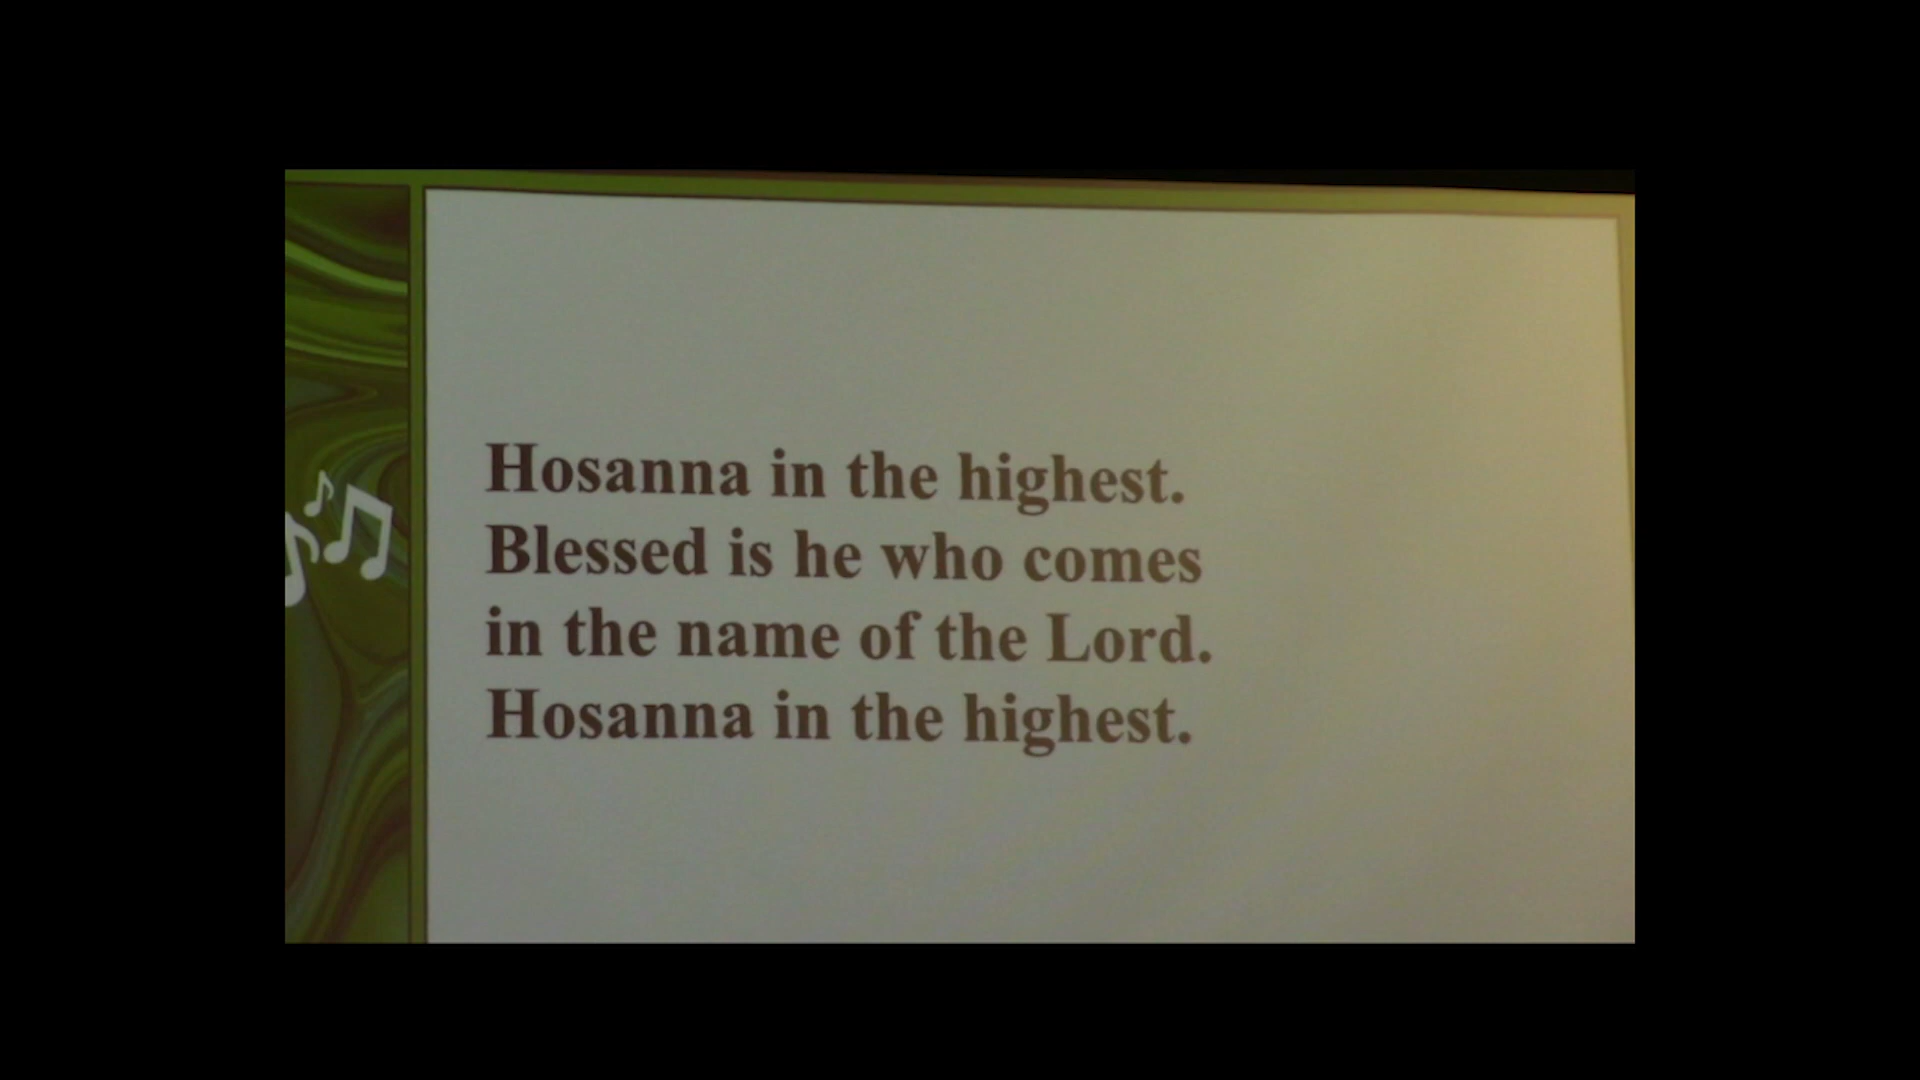 Hosanna in the highest.
Blessed is he who comes
in the name of the Lord.
Hosanna in the highest.